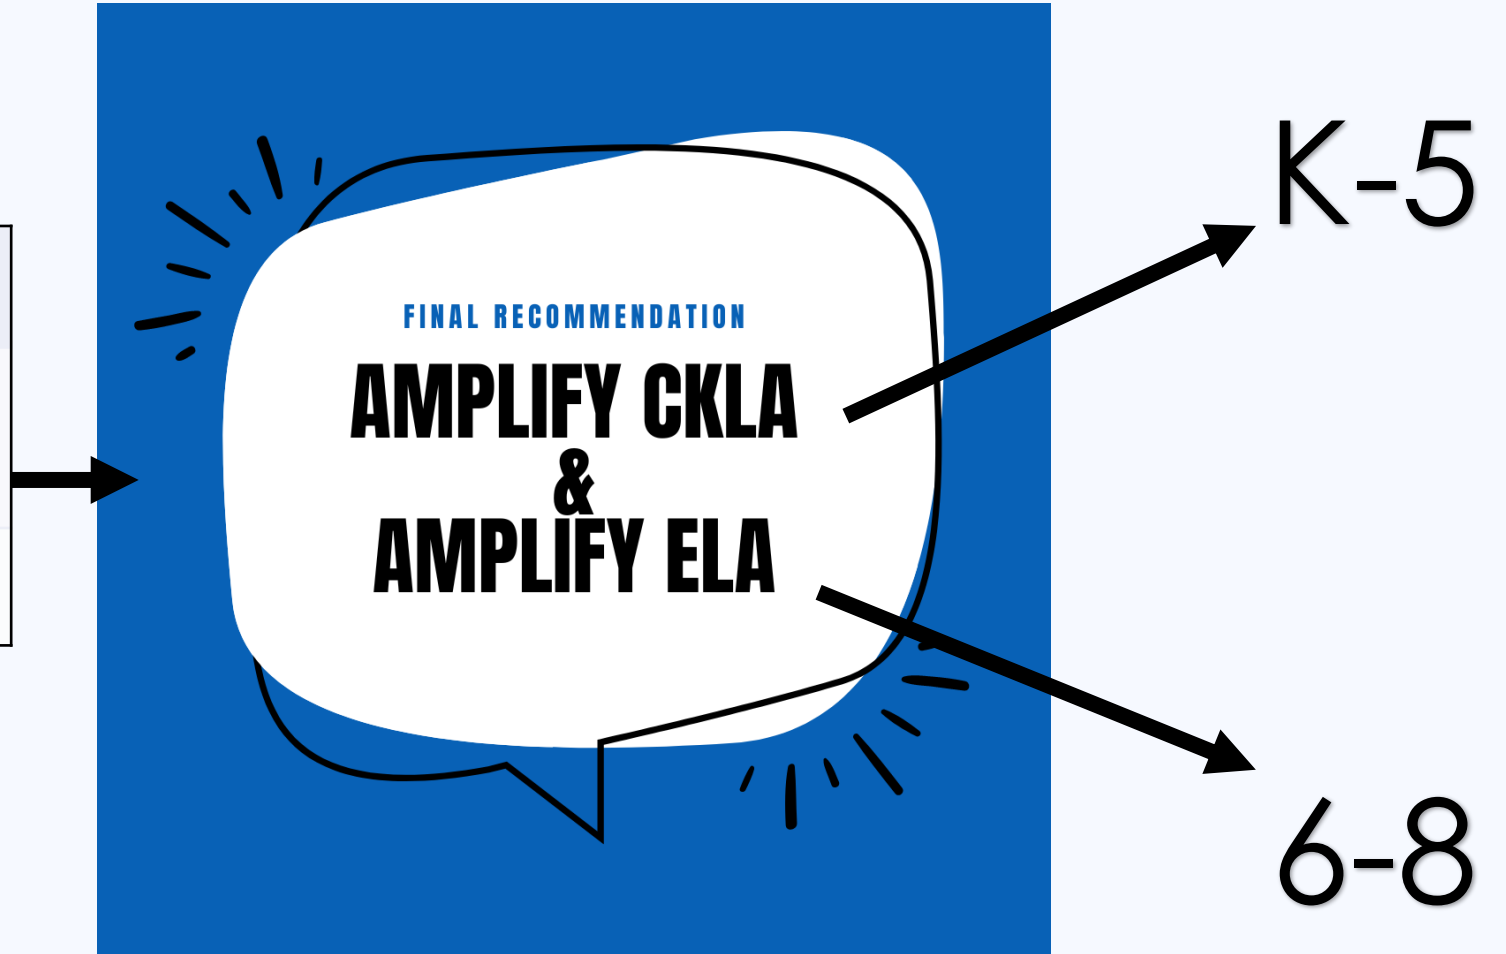 FINAL RECOMMENDATION
AMPLIFY CKLA
&
AMPLIFY ELA
K-5
6-8